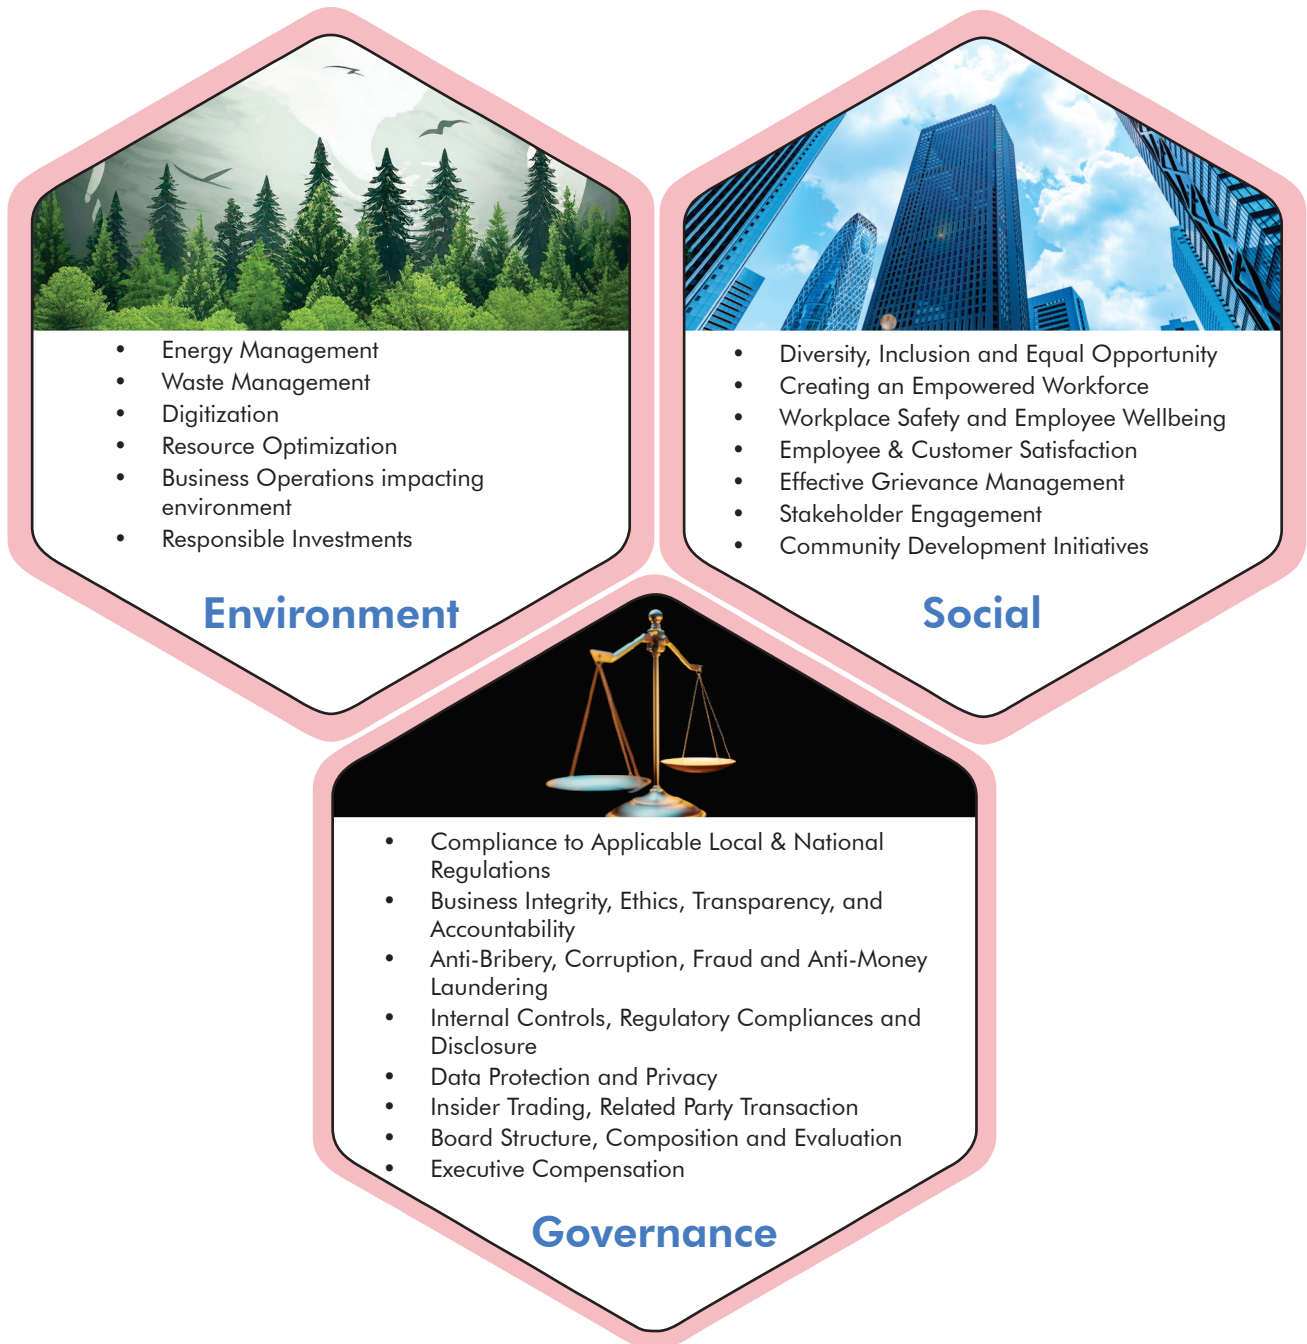 • Energy Management
• Waste Management
• Digitization
• Resource Optimization
• Business Operations impacting
environment
• Responsible Investments
Environment
• Diversity, Inclusion and Equal Opportunity
• Creating an Empowered Workforce
• Workplace Safety and Employee Wellbeing
• Employee & Customer Satisfaction
• Effective Grievance Management
• Stakeholder Engagement
• Community Development Initiatives
Social
• Compliance to Applicable Local & National
Regulations
• Business Integrity, Ethics, Transparency, and
Accountability
• Anti-Bribery, Corruption, Fraud and Anti-Money
Laundering
• Internal Controls, Regulatory Compliances and
Disclosure
• Data Protection and Privacy
• Insider Trading, Related Party Transaction
• Board Structure, Composition and Evaluation
• Executive Compensation
Governance